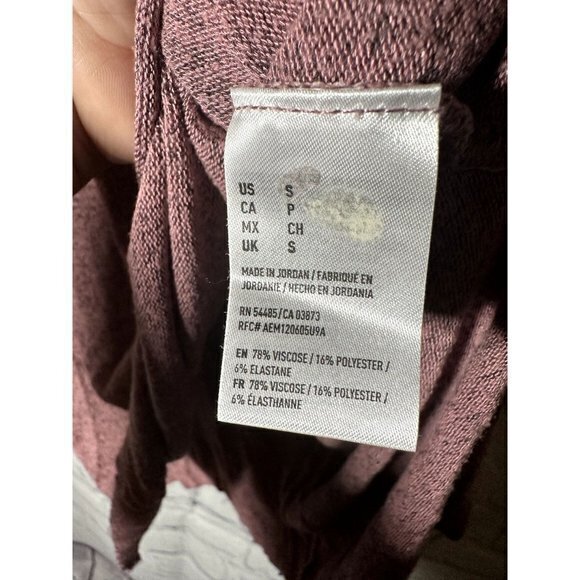 US S
CA P
MX CH
UK S
MADE IN JORDAN / FABRIQUÉ EN
JORDANIE / HECHO EN JORDANIA
RN 54485/CA 03873
RFC# AEM120605U9A
EN 78% VISCOSE / 16% POLYESTER /
6% ELASTANE
FR 78% VISCOSE / 16% POLYESTER /
6% ÉLASTHANNE